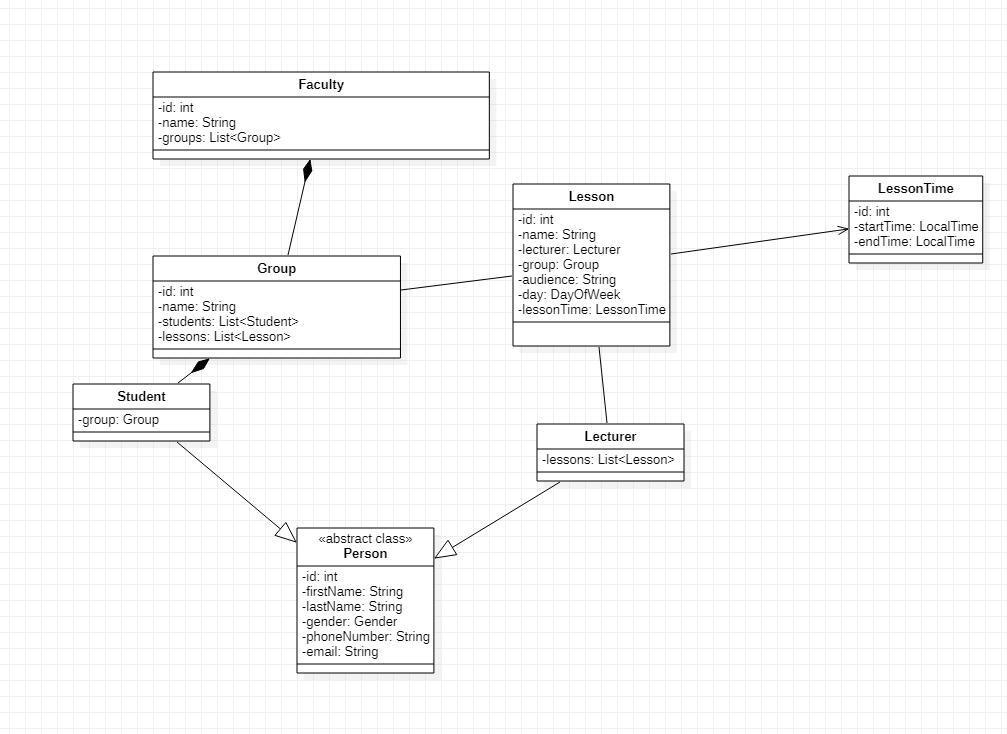 Faculty
-id: int
-name: String
-groups: List<Group>
Lesson
-id: int
-name: String
-lecturer: Lecturer
-group: Group
-audience: String
-day: DayOfWeek
-lessonTime: LessonTime
LessonTime
-id: int
-startTime: LocalTime
-endTime: LocalTime
Group
-id: int
-name: String
-students: List<Student>
-lessons: List<Lesson>
Student
-group: Group
Lecturer
-lessons: List<Lesson>
«abstract class»
Person
-id: int
-firstName: String
-lastName: String
-gender: Gender
-phoneNumber: String
-email: String